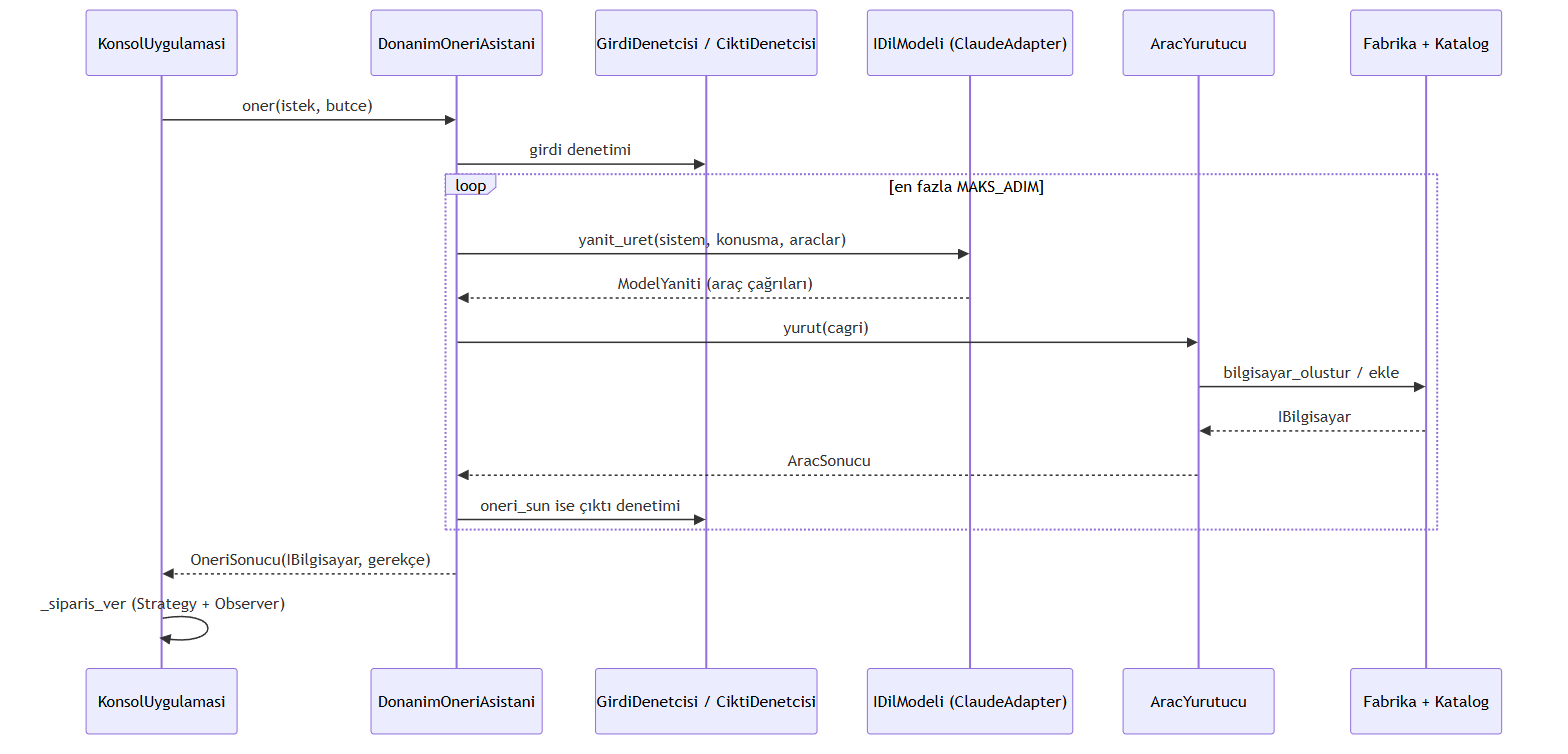 KonsolUygulamasi
DonanimOneriAsistani
GirdiDenetcisi / CiktiDenetcisi
IDilModeli (ClaudeAdapter)
AracYurutucu
Fabrika + Katalog
oner(istek, butce)
girdi denetimi
loop
[en fazla MAKS_ADIM]
yanit_uret(sistem, konusma, araclar)
ModelYaniti (araç çağrıları)
yurut(cagri)
bilgisayar_olustur / ekle
IBilgisayar
AracSonucu
oneri_sun ise çıktı denetimi
OneriSonucu(IBilgisayar, gerekçe)
_siparis_ver (Strategy + Observer)
KonsolUygulamasi
DonanimOneriAsistani
GirdiDenetcisi / CiktiDenetcisi
IDilModeli (ClaudeAdapter)
AracYurutucu
Fabrika + Katalog